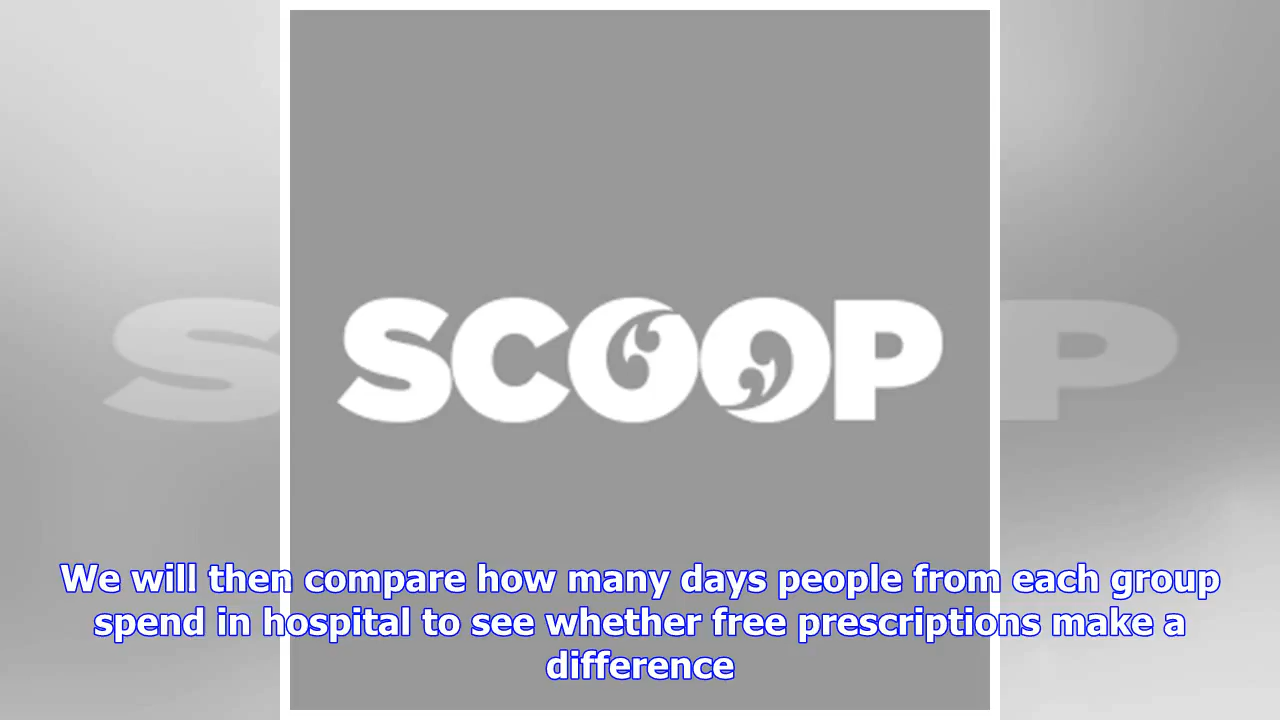 SCOOP
We will then compare how many days people from each group
spend in hospital to see whether free prescriptions make a
difference